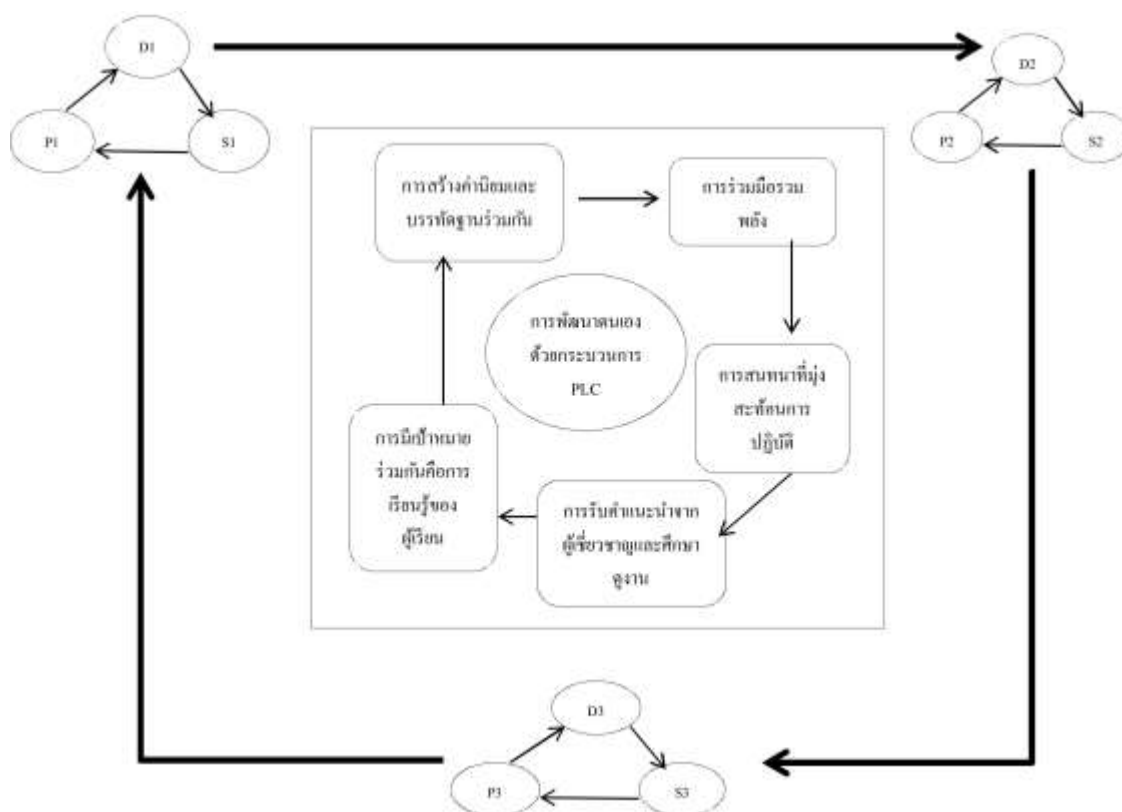 D1
P1
S1
D2
P2
S2
การสร้างค่านิยมและ
บรรทัดฐานร่วมกัน
การร่วมมือรวม
พลัง
การพัฒนาตนเอง
ด้วยกระบวนการ
PLC
การสนทนาที่มุ่ง
สะท้อนการ
ปฏิบัติ
การมีเป้าหมาย
ร่วมกันคือการ
เรียนรู้ของ
ผู้เรียน
การรับคำแนะนำจาก
ผู้เชี่ยวชาญและศึกษา
ดูงาน
D3
P3
S3